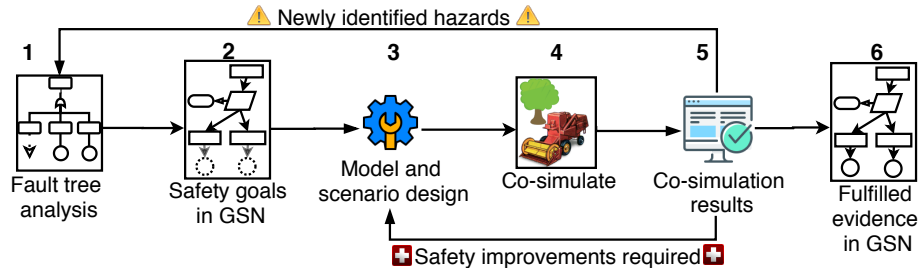 Newly identified hazards
1
2
3
4
5
6
Fault tree
analysis
Safety goals
in GSN
Model and
scenario design
Co-simulate
Co-simulation
results
Fulfilled
evidence
in GSN
Safety improvements required